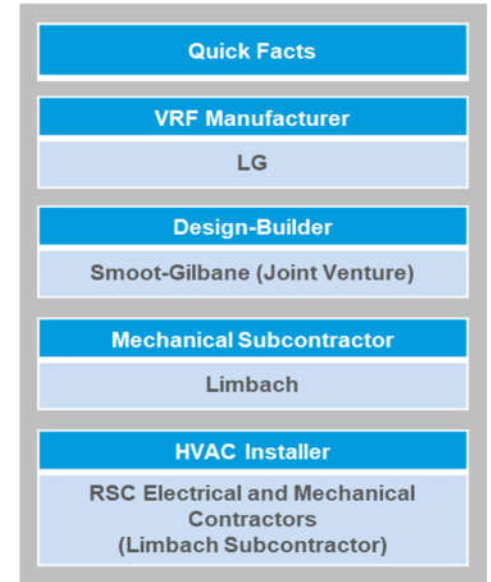 Quick Facts
VRF Manufacturer
LG
Design-Builder
Smoot-Gilbane (Joint Venture)
Mechanical Subcontractor
Limbach
HVAC Installer
RSC Electrical and Mechanical
Contractors
(Limbach Subcontractor)